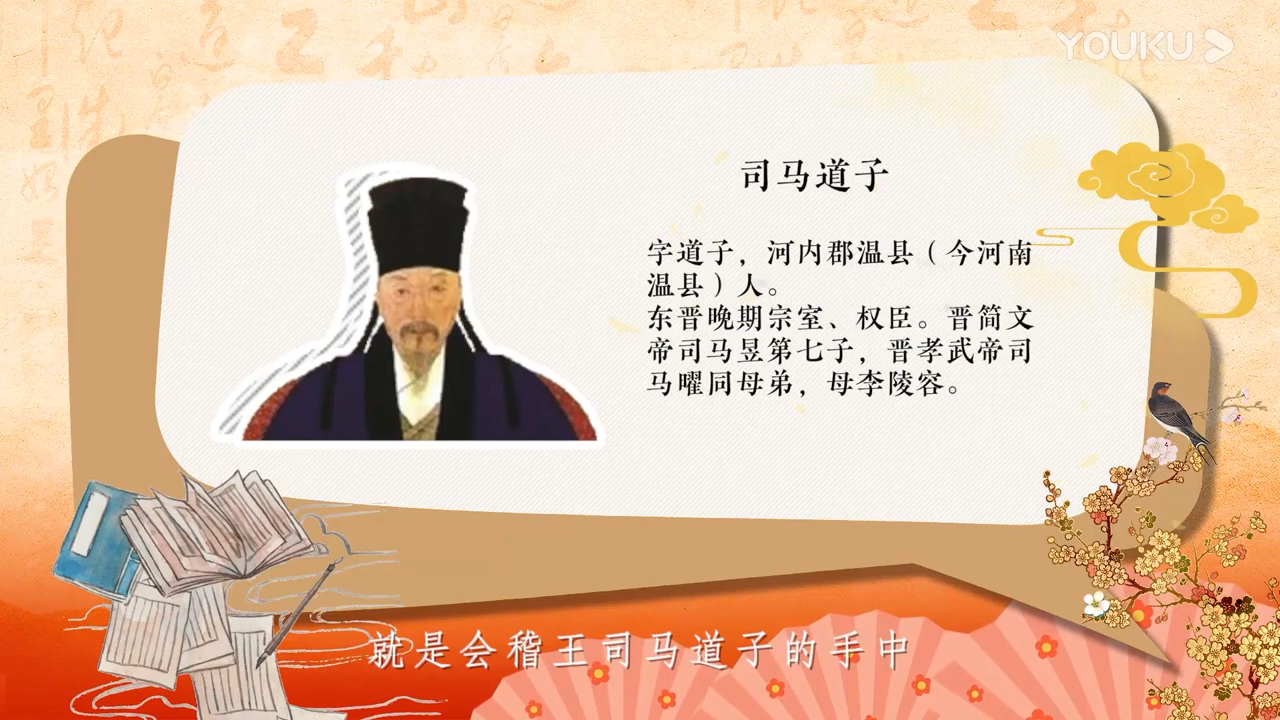 YOUKU
司马道子
字道子，河内郡温县（今河南
温县）人。
东晋晚期宗室、权臣。晋简文
帝司马昱第七子，晋孝武帝司
马曜同母弟，母李陵容。
就是会稽王司马道子的手中